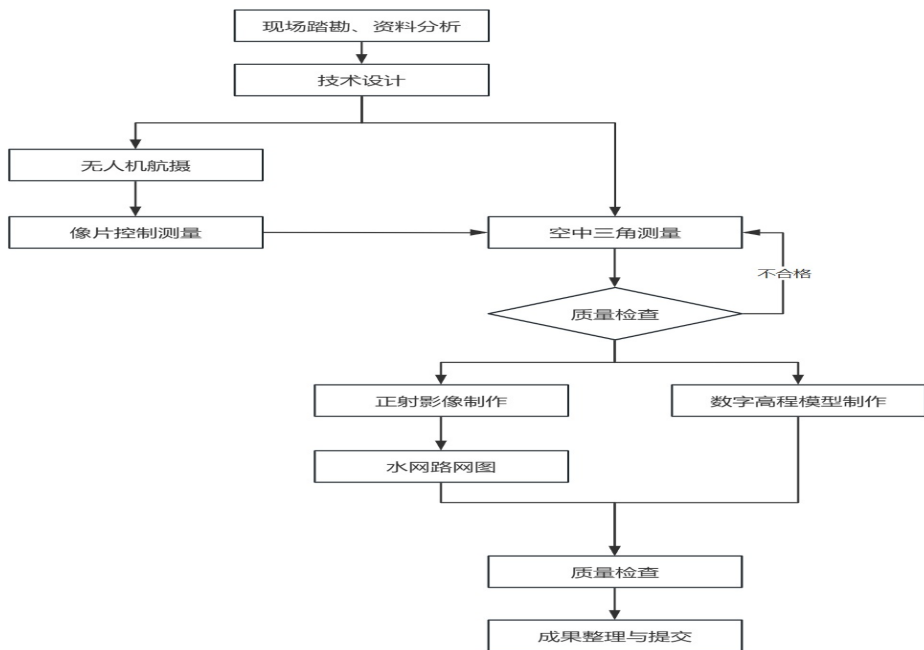 现场踏勘、资料分析
技术设计
无人机航摄
像片控制测量
空中三角测量
不合格
质量检查
正射影像制作
数字高程模型制作
水网路网图
质量检查
成果整理与提交